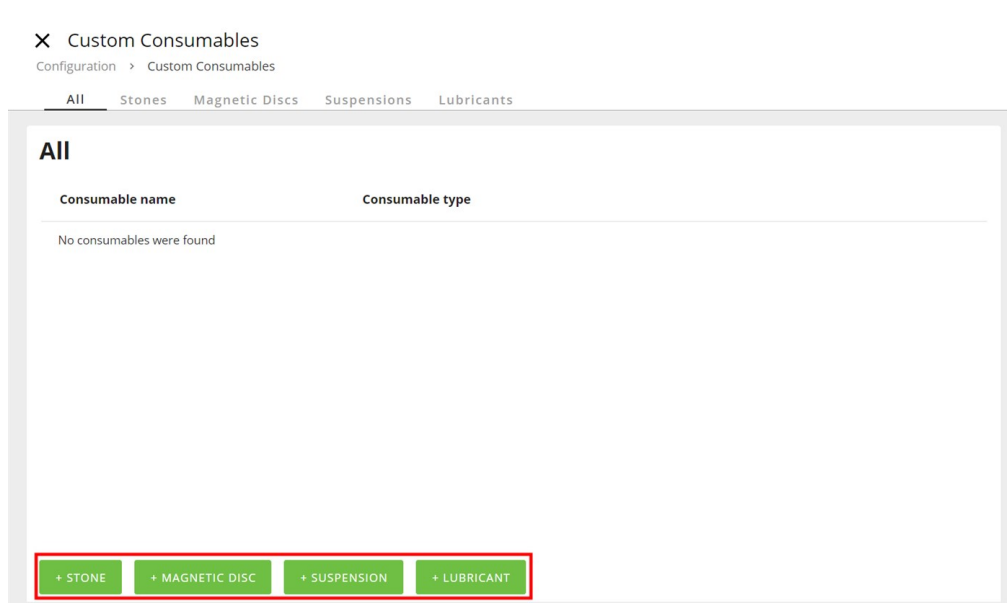 Custom Consumables
Configuration > Custom Consumables
All Stones Magnetic Discs Suspensions Lubricants
All
Consumable name Consumable type
No consumables were found
+ STONE + MAGNETIC DISC + SUSPENSION + LUBRICANT